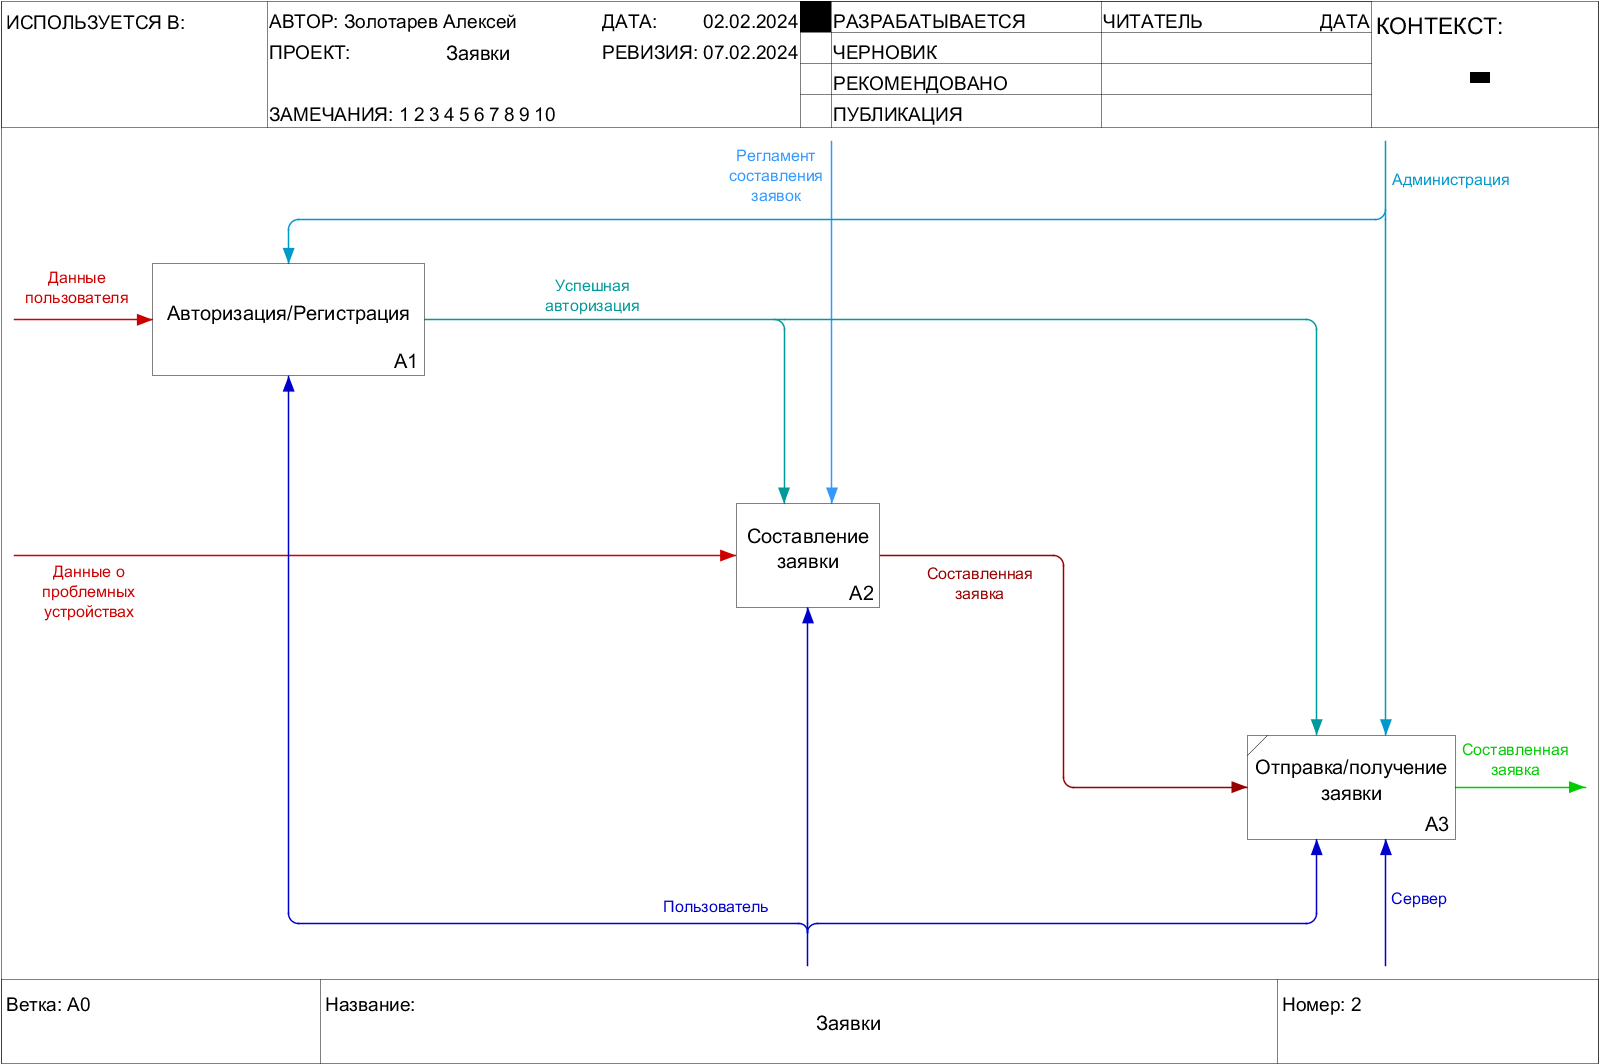 ИСПОЛЬЗУЕТСЯ В:
АВТОР: Золотарев Алексей
ДАТА: 02.02.2024
ПРОЕКТ: Заявки
РЕВИЗИЯ: 07.02.2024
ЗАМЕЧАНИЯ: 1 2 3 4 5 6 7 8 9 10
РАЗРАБАТЫВАЕТСЯ
ЧЕРНОВИК
РЕКОМЕНДОВАНО
ПУБЛИКАЦИЯ
ЧИТАТЕЛЬ ДАТА
КОНТЕКСТ:
Регламент
составления
заявок
Администрация
Данные
пользователя
Авторизация/Регистрация
A1
Успешная
авторизация
Данные о
проблемных
устройствах
Составление
заявки
A2
Составленная
заявка
Отправка/получение
заявки
A3
Составленная
заявка
Пользователь
Сервер
Ветка: A0
Название:
Заявки
Номер: 2